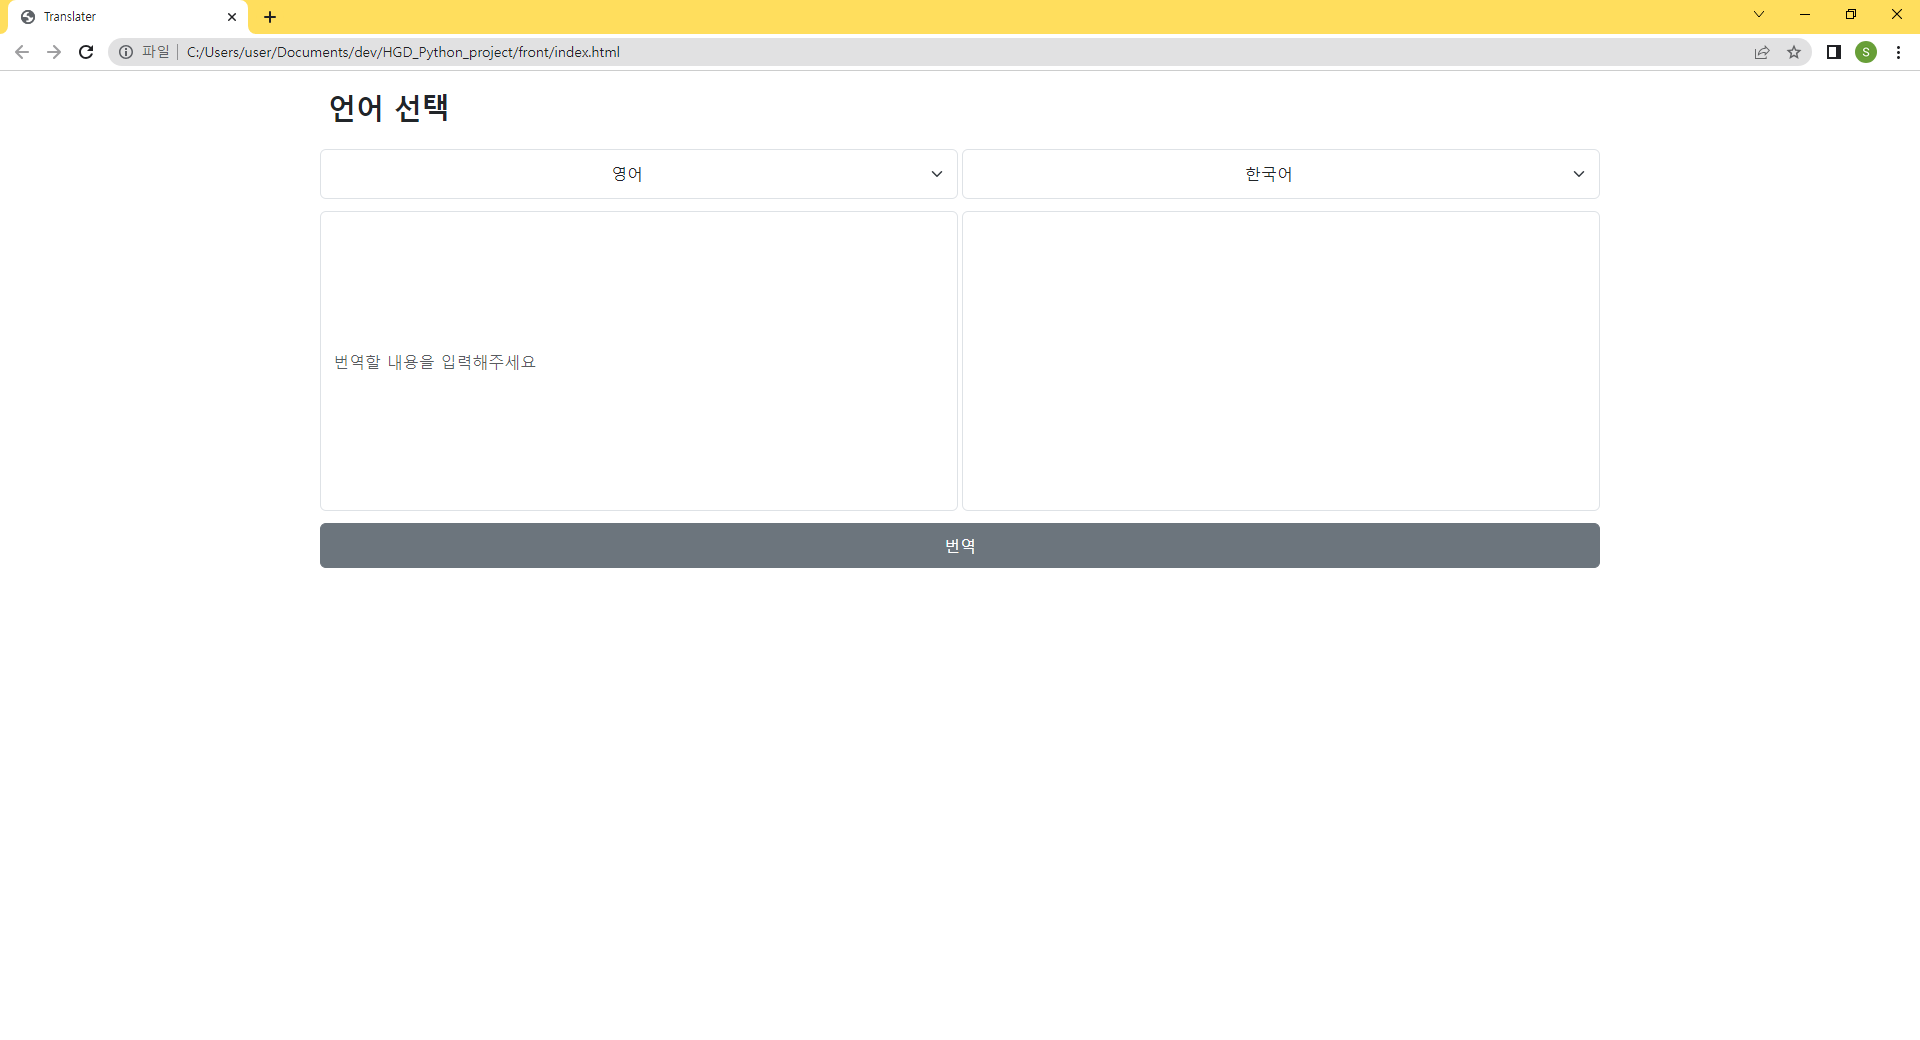 Translater
파일 C:/Users/user/Documents/dev/HGD_Python_project/front/index.html
S
언어 선택
영어
한국어
번역할 내용을 입력해주세요
번역